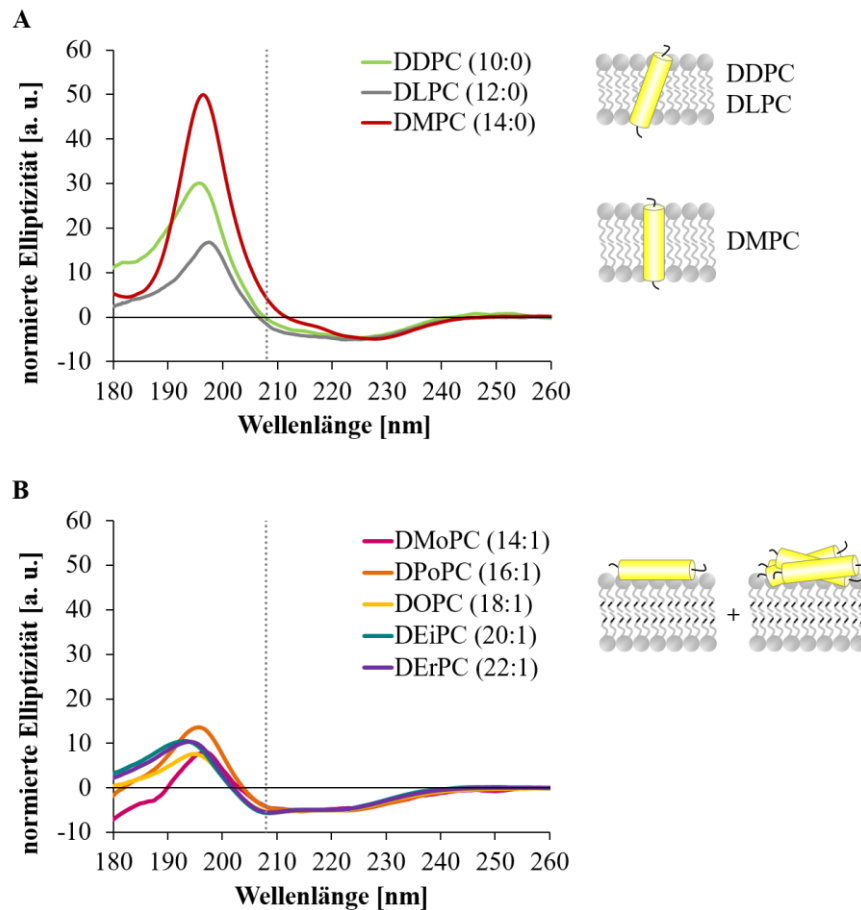 A
60
50
40
30
20
10
0
-10
180 190 200 210 220 230 240 250 260
normierte Elliptizität [a. u.]
Wellenlänge [nm]
DDPC (10:0)
DLPC (12:0)
DMPC (14:0)
DDPC
DLPC
DMPC
B
60
50
40
30
20
10
0
-10
180 190 200 210 220 230 240 250 260
normierte Elliptizität [a. u.]
Wellenlänge [nm]
DMoPC (14:1)
DPoPC (16:1)
DOPC (18:1)
DEiPC (20:1)
DErPC (22:1)
+